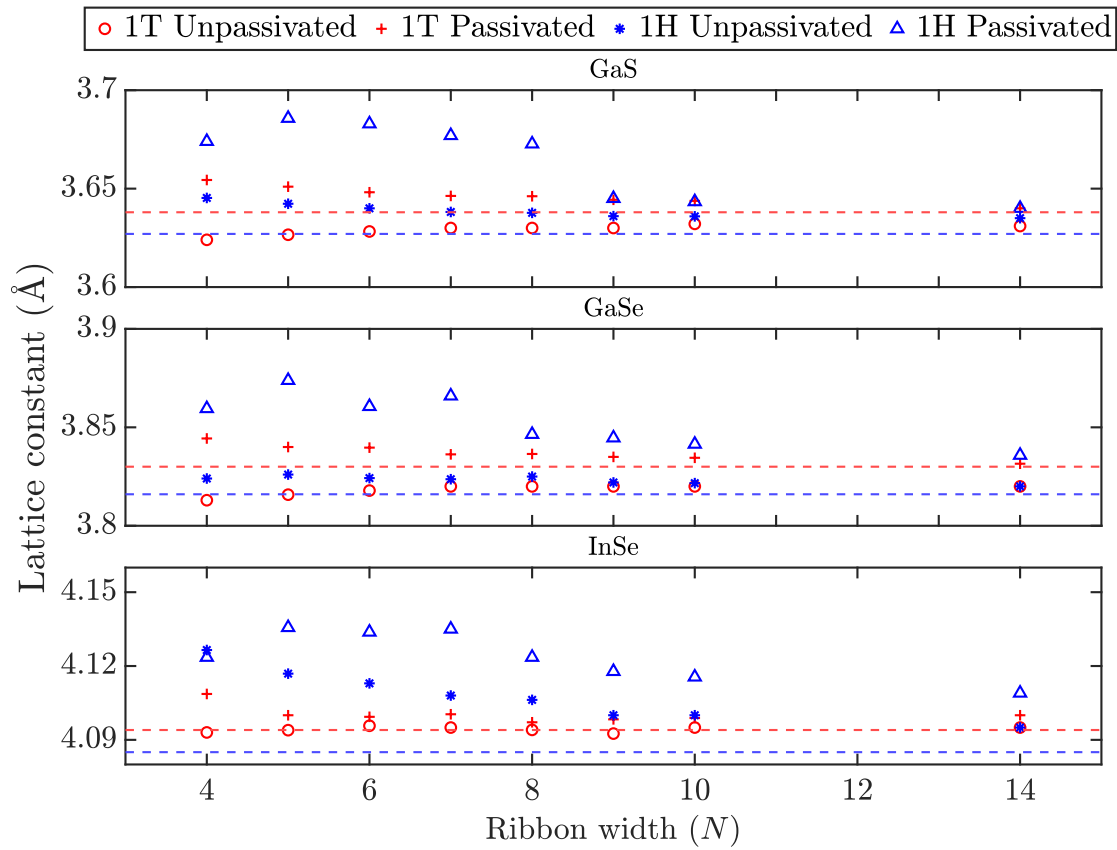 1T Unpassivated 1T Passivated 1H Unpassivated 1H Passivated
GaS
3.7
3.65
3.6
GaSe
3.9
3.85
3.8
InSe
4.15
4.12
4.09
4 6 8 10 12 14
Ribbon width (N)
Lattice constant (Å)